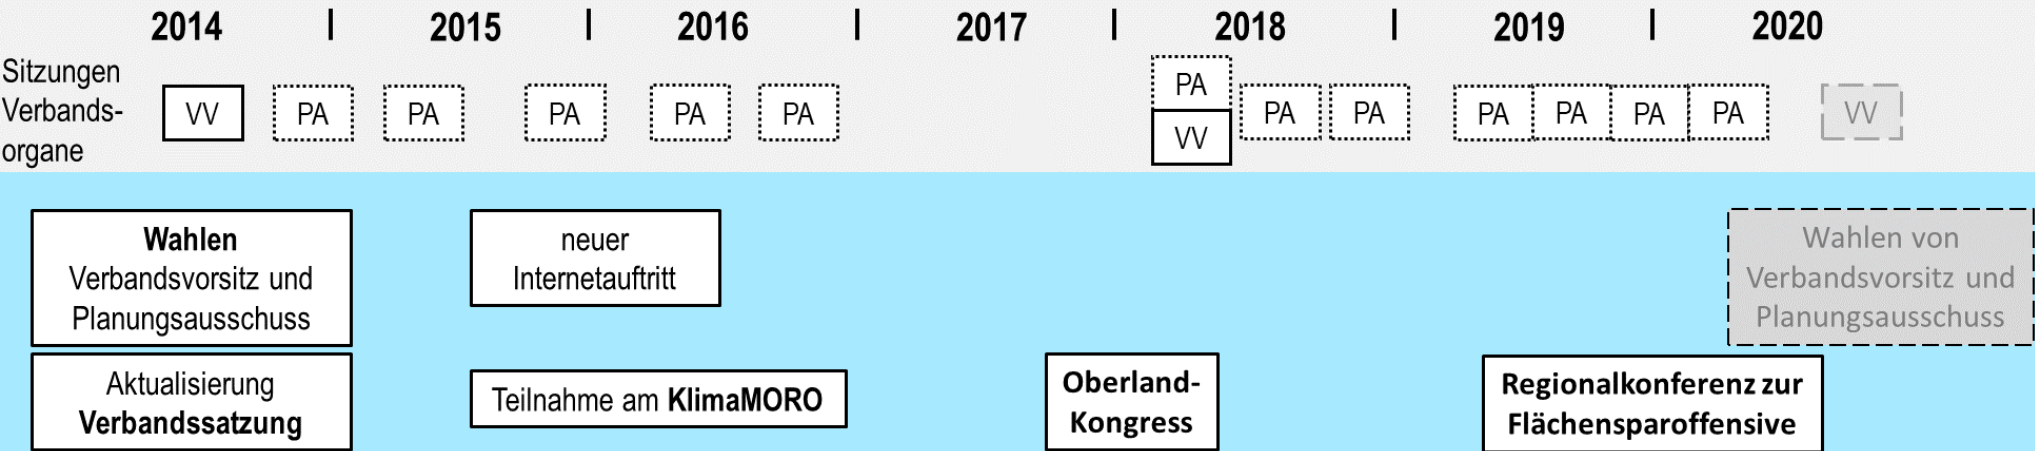 2014 | 2015 | 2016 | 2017 | 2018 | 2019 | 2020
Sitzungen
Verbands-
organe
VV PA PA PA PA PA PA PA PA PA PA PA PA VV
VV
Wahlen
Verbandsvorsitz und
Planungsausschuss
neuer
Internetauftritt
Wahlen von
Verbandsvorsitz und
Planungsausschuss
Aktualisierung
Verbandssatzung
Teilnahme am KlimaMORO
Oberland-
Kongress
Regionalkonferenz zur
Flächensparoffensive